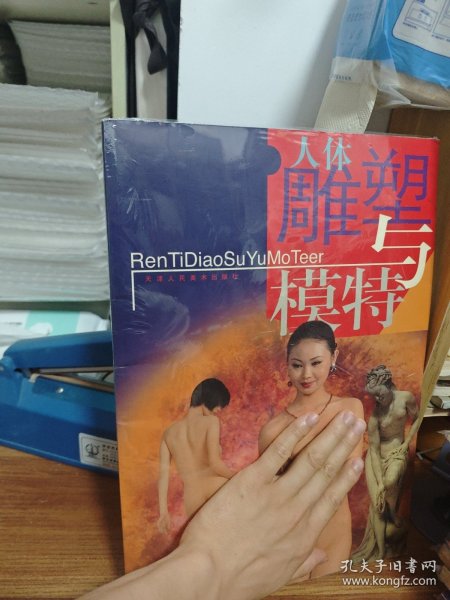 人体
雕塑
与
模特
RenTiDiaoSuYuMoTeer
天津人民美术出版社
孔夫子旧书网
www.kongfz.com